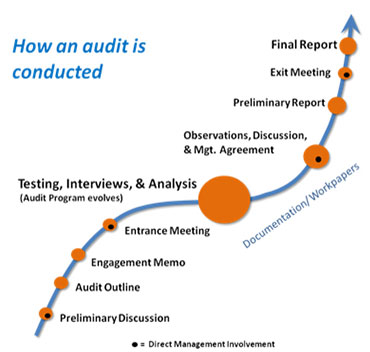 How an audit is
conducted
Final Report
Exit Meeting
Preliminary Report
Observations, Discussion,
& Mgt. Agreement
Testing, Interviews, & Analysis
(Audit Program evolves)
Documentation/Workpapers
Entrance Meeting
Engagement Memo
Audit Outline
Preliminary Discussion
= Direct Management Involvement